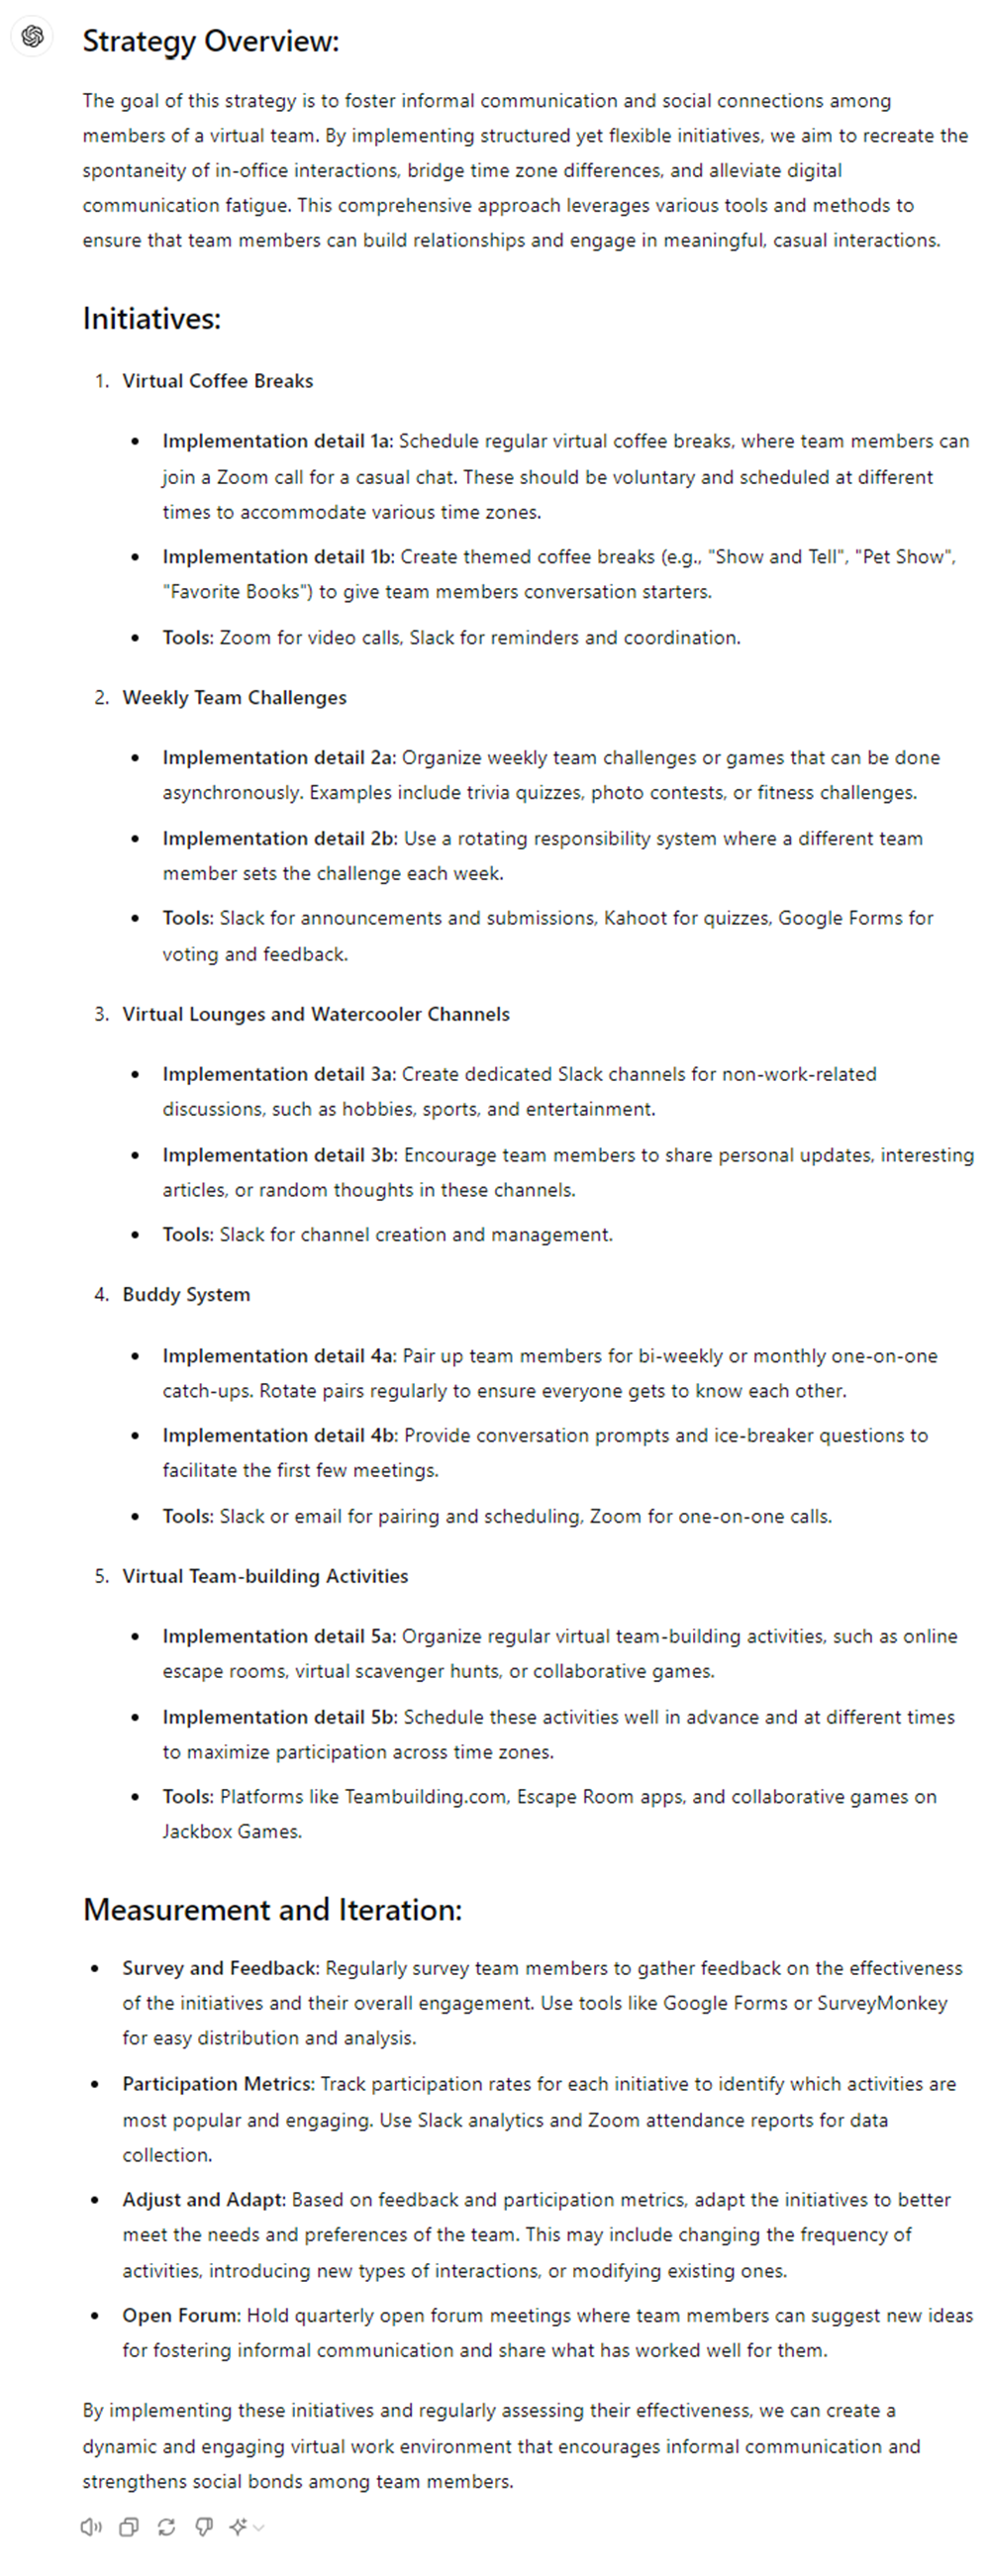 Strategy Overview:
The goal of this strategy is to foster informal communication and social connections among
members of a virtual team. By implementing structured yet flexible initiatives, we aim to recreate the
spontaneity of in-office interactions, bridge time zone differences, and alleviate digital
communication fatigue. This comprehensive approach leverages various tools and methods to
ensure that team members can build relationships and engage in meaningful, casual interactions.
Initiatives:
1. Virtual Coffee Breaks
• Implementation detail 1a: Schedule regular virtual coffee breaks, where team members can
join a Zoom call for a casual chat. These should be voluntary and scheduled at different
times to accommodate various time zones.
• Implementation detail 1b: Create themed coffee breaks (e.g., "Show and Tell", "Pet Show",
"Favorite Books") to give team members conversation starters.
• Tools: Zoom for video calls, Slack for reminders and coordination.
2. Weekly Team Challenges
• Implementation detail 2a: Organize weekly team challenges or games that can be done
asynchronously. Examples include trivia quizzes, photo contests, or fitness challenges.
• Implementation detail 2b: Use a rotating responsibility system where a different team
member sets the challenge each week.
• Tools: Slack for announcements and submissions, Kahoot for quizzes, Google Forms for
voting and feedback.
3. Virtual Lounges and Watercooler Channels
• Implementation detail 3a: Create dedicated Slack channels for non-work-related
discussions, such as hobbies, sports, and entertainment.
• Implementation detail 3b: Encourage team members to share personal updates, interesting
articles, or random thoughts in these channels.
• Tools: Slack for channel creation and management.
4. Buddy System
• Implementation detail 4a: Pair up team members for bi-weekly or monthly one-on-one
catch-ups. Rotate pairs regularly to ensure everyone gets to know each other.
• Implementation detail 4b: Provide conversation prompts and ice-breaker questions to
facilitate the first few meetings.
• Tools: Slack or email for pairing and scheduling, Zoom for one-on-one calls.
5. Virtual Team-building Activities
• Implementation detail 5a: Organize regular virtual team-building activities, such as online
escape rooms, virtual scavenger hunts, or collaborative games.
• Implementation detail 5b: Schedule these activities well in advance and at different times
to maximize participation across time zones.
• Tools: Platforms like Teambuilding.com, Escape Room apps, and collaborative games on
Jackbox Games.
Measurement and Iteration:
• Survey and Feedback: Regularly survey team members to gather feedback on the effectiveness
of the initiatives and their overall engagement. Use tools like Google Forms or SurveyMonkey
for easy distribution and analysis.
• Participation Metrics: Track participation rates for each initiative to identify which activities are
most popular and engaging. Use Slack analytics and Zoom attendance reports for data
collection.
• Adjust and Adapt: Based on feedback and participation metrics, adapt the initiatives to better
meet the needs and preferences of the team. This may include changing the frequency of
activities, introducing new types of interactions, or modifying existing ones.
• Open Forum: Hold quarterly open forum meetings where team members can suggest new ideas
for fostering informal communication and share what has worked well for them.
By implementing these initiatives and regularly assessing their effectiveness, we can create a
dynamic and engaging virtual work environment that encourages informal communication and
strengthens social bonds among team members.